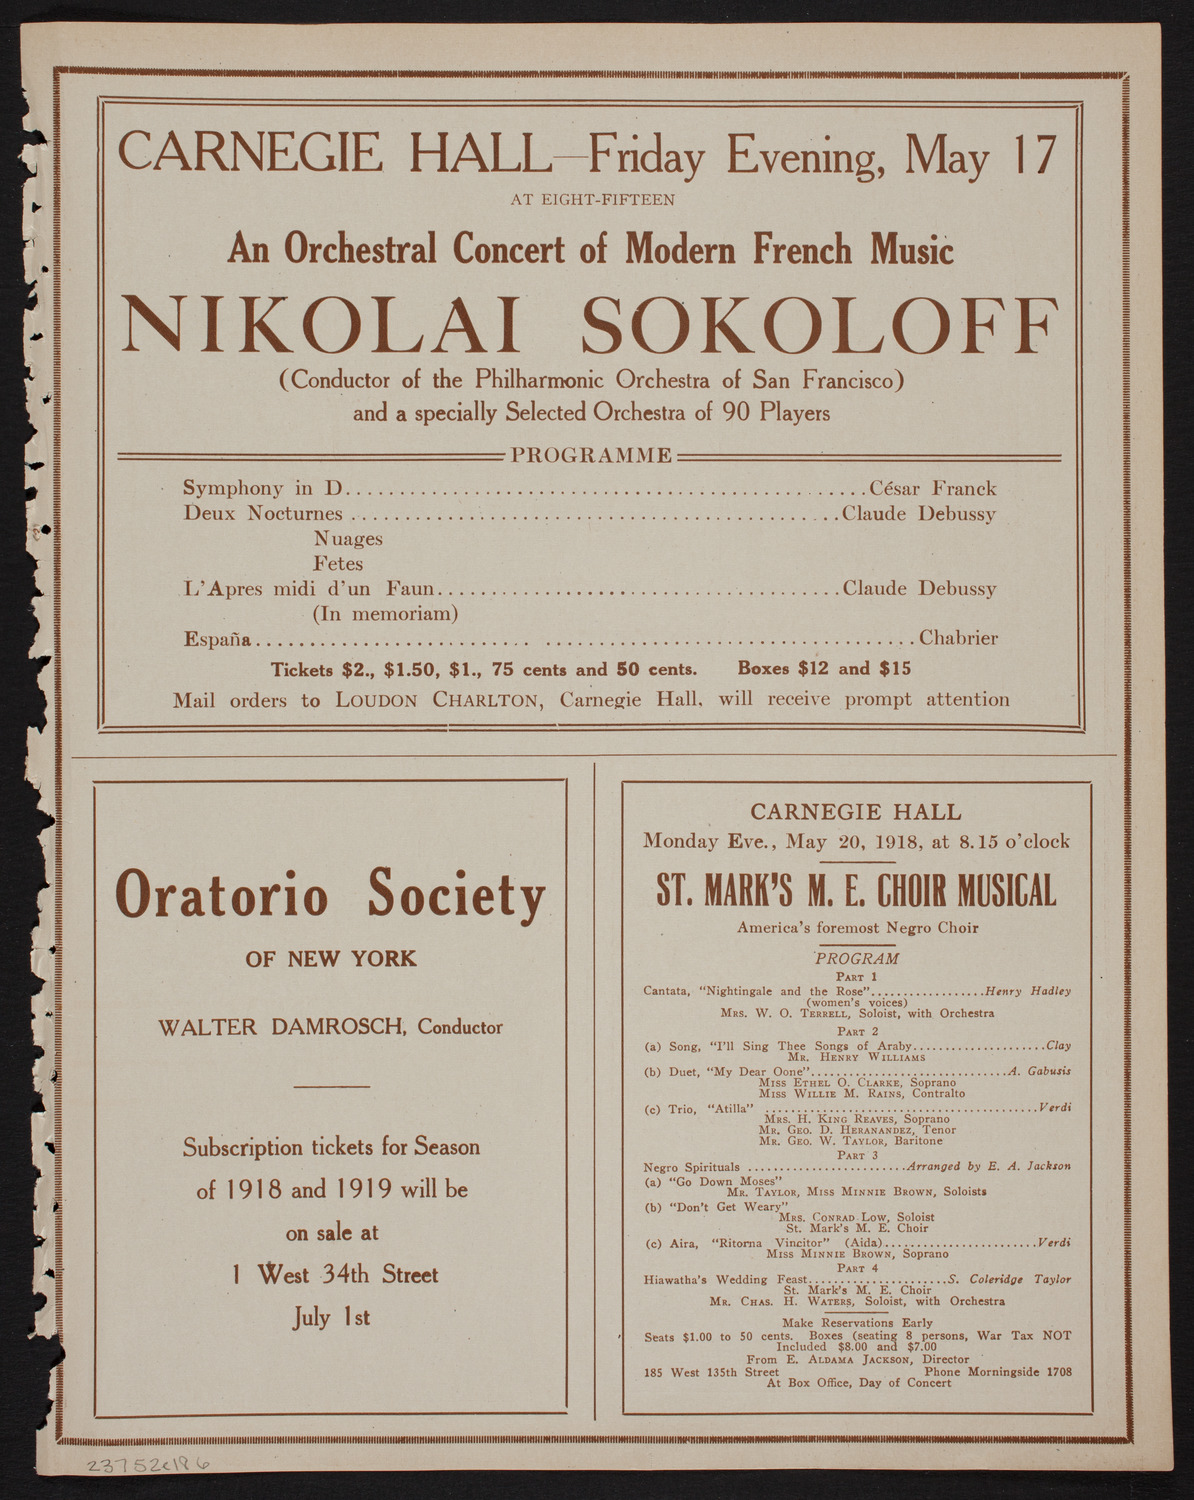 CARNEGIE HALL—Friday Evening, May 17
AT EIGHT-FIFTEEN
An Orchestral Concert of Modern French Music
NIKOLAI SOKOLOFF
(Conductor of the Philharmonic Orchestra of San Francisco)
and a specially Selected Orchestra of 90 Players
PROGRAMME
Symphony in D............................................César Franck
Deux Nocturnes ............................................Claude Debussy
Nuages
Fetes
L'Apres midi d'un Faun....................................Claude Debussy
(In memoriam)
España............................................................Chabrier
Tickets $2., $1.50, $1., 75 cents and 50 cents. Boxes $12 and $15
Mail orders to LOUDON CHARLTON, Carnegie Hall, will receive prompt attention
Oratorio Society
OF NEW YORK
WALTER DAMROSCH, Conductor
Subscription tickets for Season
of 1918 and 1919 will be
on sale at
1 West 34th Street
July 1st
CARNEGIE HALL
Monday Eve., May 20, 1918, at 8.15 o'clock
ST. MARK'S M. E. CHOIR MUSICAL
America's foremost Negro Choir
PROGRAM
PART 1
Cantata, "Nightingale and the Rose"..................Henry Hadley
(women's voices)
MRS. W. O. TERRELL, Soloist, with Orchestra
PART 2
(a) Song, "I'll Sing Thee Songs of Araby.....................Clay
MR. HENRY WILLIAMS
(b) Duet, "My Dear Oone"...............................A. Gabusis
MISS ETHEL O. CLARKE, Soprano
MISS WILLIE M. RAINS, Contralto
(c) Trio, "Atilla" ...........................................Verdi
MRS. H. KING REAVES, Soprano
MR. GEO. D. HERANANDEZ, Tenor
MR. GEO. W. TAYLOR, Baritone
PART 3
Negro Spirituals .........................Arranged by E. A. Jackson
(a) "Go Down Moses"
MR. TAYLOR, MISS MINNIE BROWN, Soloists
(b) "Don't Get Weary"
MRS. CONRAD LOW, Soloist
St. Mark's M. E. Choir
(c) Aira, "Ritorna Vincitor" (Aida)........................Verdi
MISS MINNIE BROWN, Soprano
PART 4
Hiawatha's Wedding Feast......................S. Coleridge Taylor
St. Mark's M. E. Choir
MR. CHAS. H. WATERS, Soloist, with Orchestra
Make Reservations Early
Seats $1.00 to 50 cents. Boxes (seating 8 persons, War Tax NOT
Included $8.00 and $7.00
From E. ALDAMA JACKSON, Director
185 West 135th Street Phone Morningside 1708
At Box Office, Day of Concert